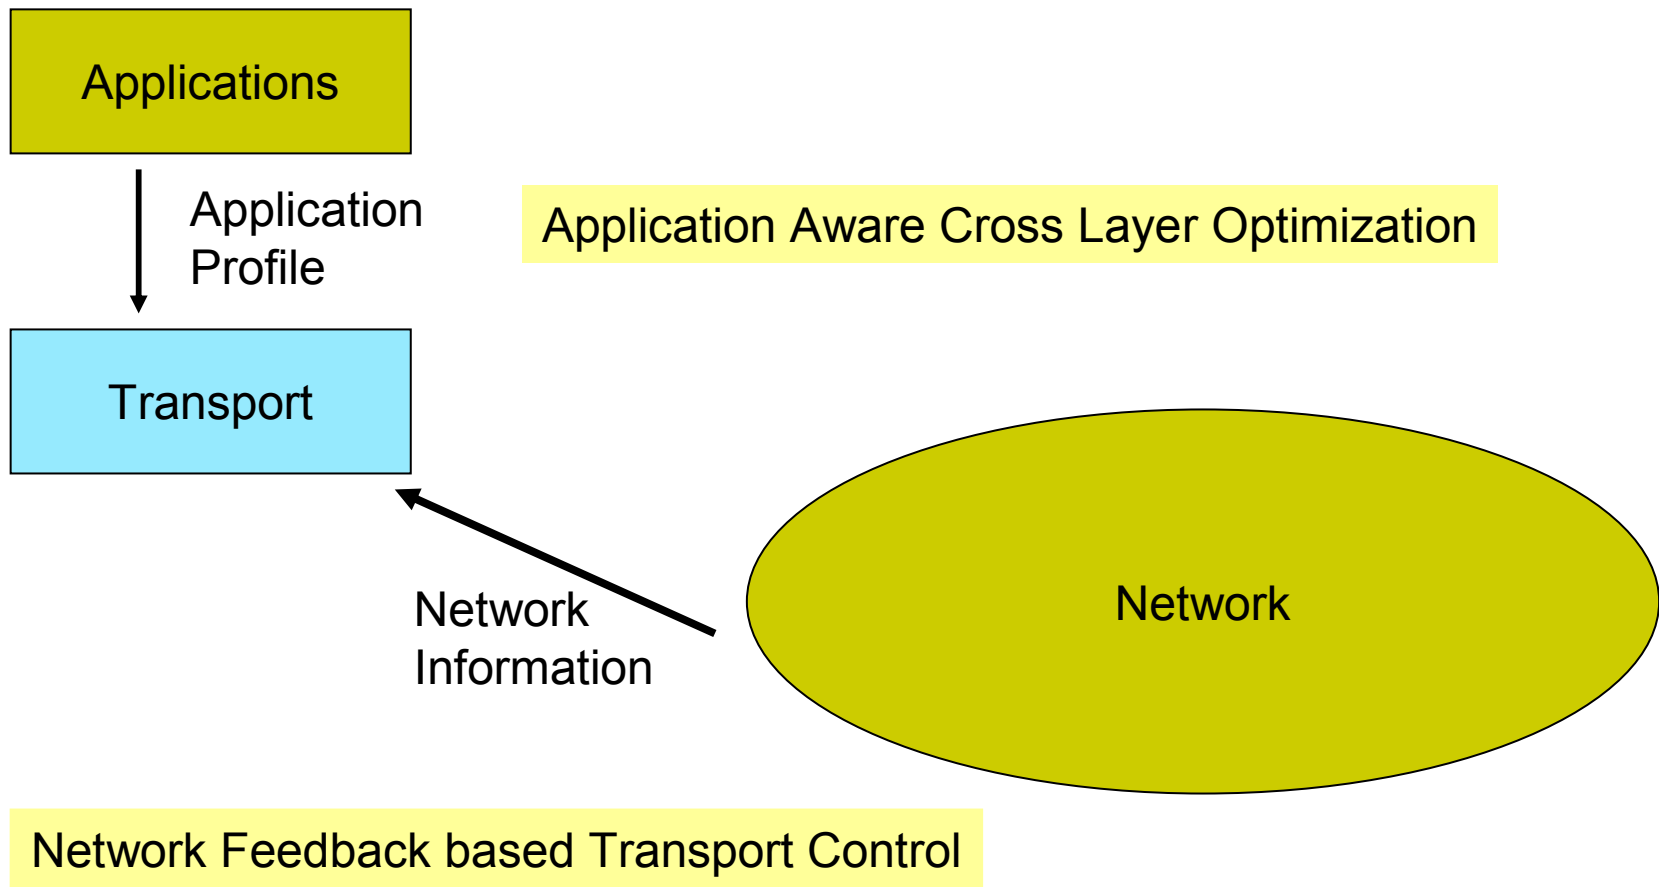 Applications
Application
Profile
Application Aware Cross Layer Optimization
Transport
Network
Information
Network
Network Feedback based Transport Control